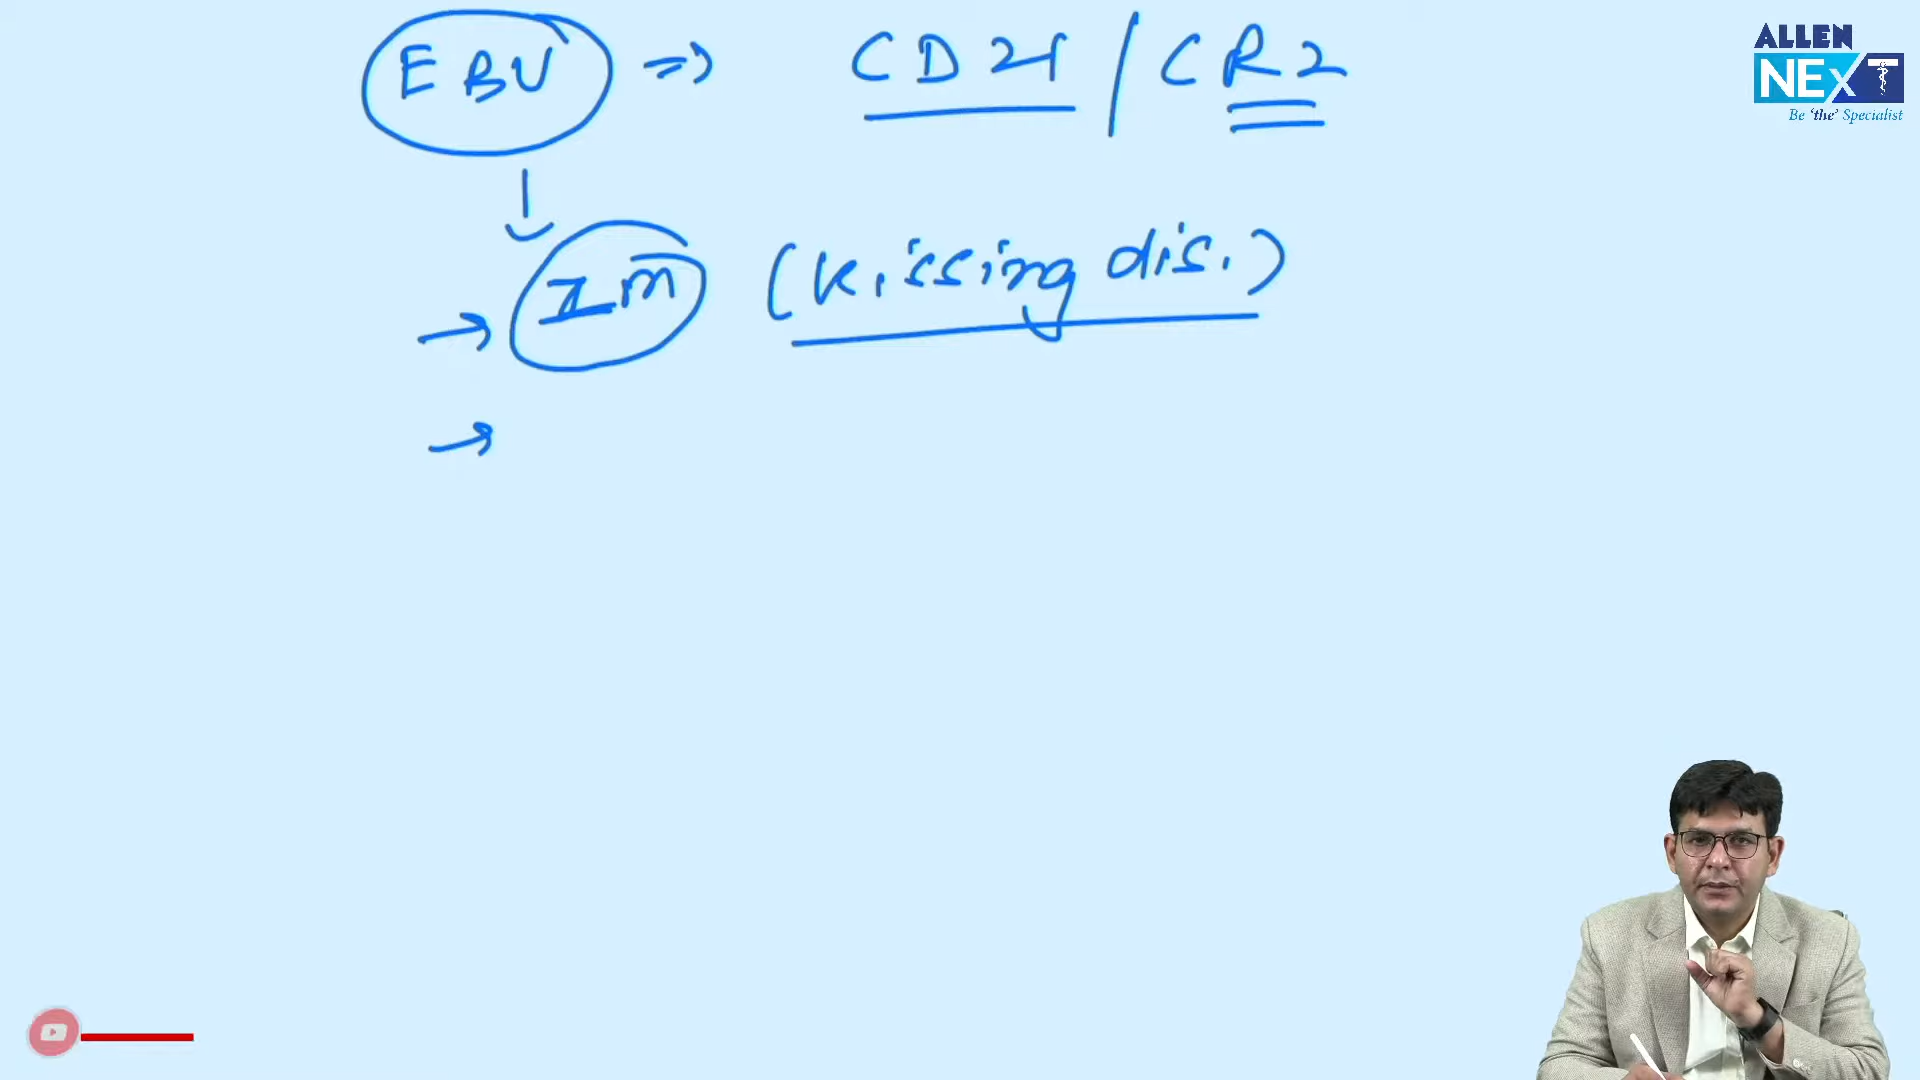 EBV => CD21 / CR2
ALLEN
NEXT
Be 'the' Specialist
↓
→ IM (Kissing dis.)
→